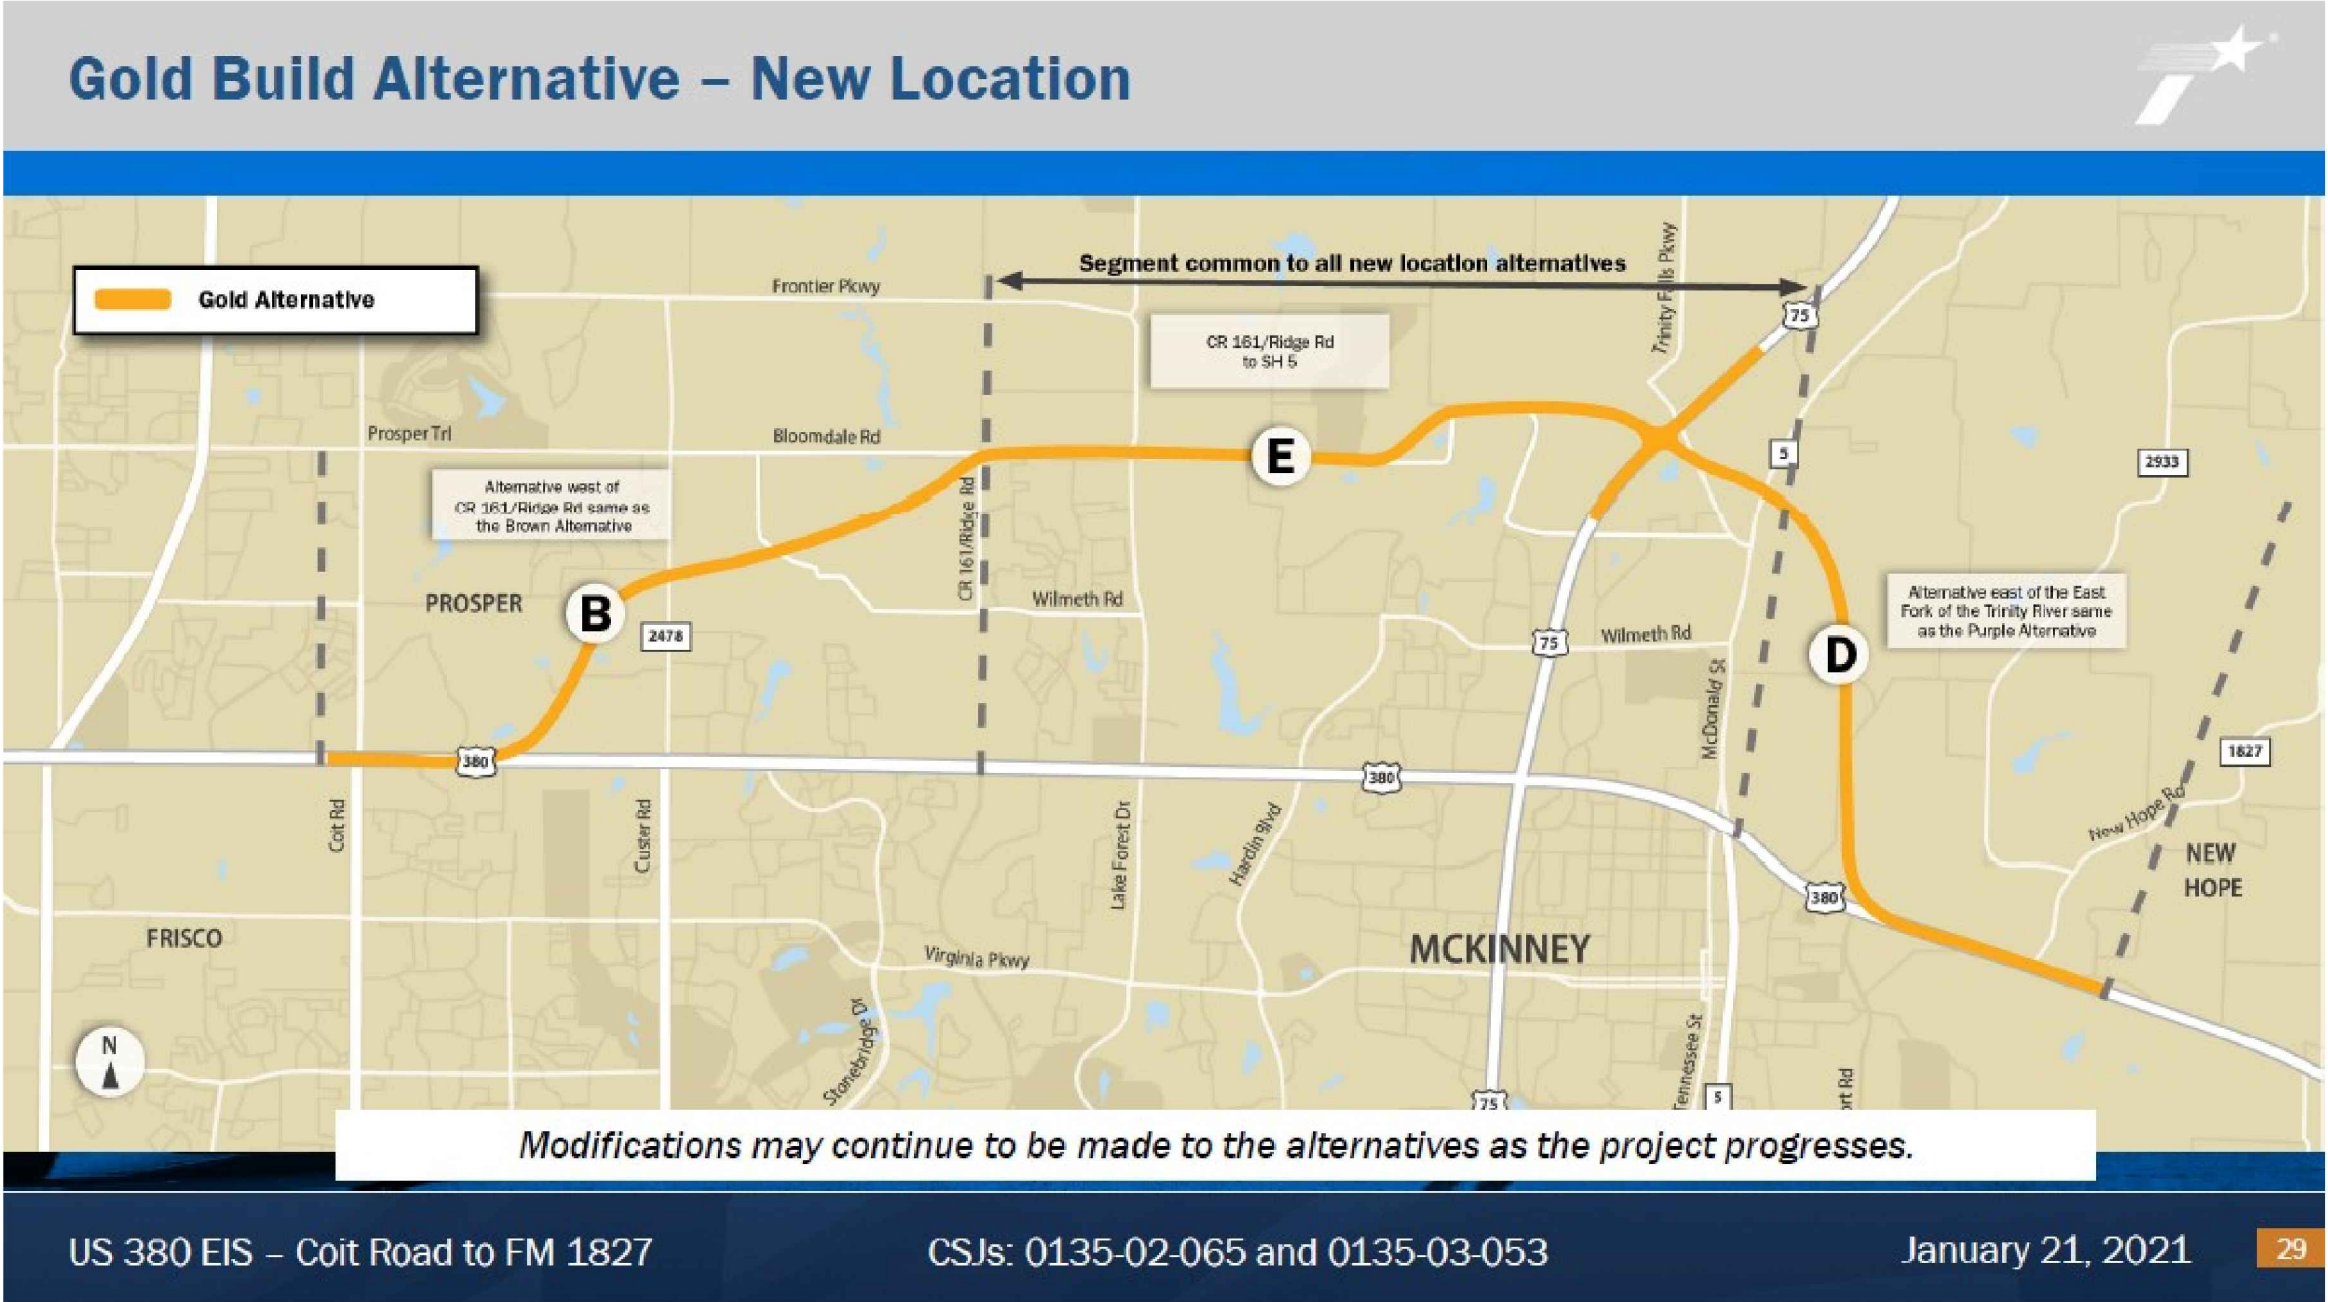 Gold Build Alternative – New Location
Gold Alternative
Segment common to all new location alternatives
Frontier Pkwy
Trinity Falls Pkwy
75
CR 161/Ridge Rd
to SH 5
Prosper Trl
Bloomdale Rd
E
5
2933
Alternative west of
CR 161/Ridge Rd same as
the Brown Alternative
CR 161/Ridge Rd
PROSPER
B
2478
Wilmeth Rd
75
Wilmeth Rd
D
Alternative east of the East
Fork of the Trinity River same
as the Purple Alternative
McDonald St
380
380
1827
New Hope Rd
NEW
HOPE
Coit Rd
Custer Rd
Lake Forest Dr
Hardin Blvd
380
FRISCO
Virginia Pkwy
MCKINNEY
N
Stonebridge Dr
75
Tennessee St
5
rt Rd
Modifications may continue to be made to the alternatives as the project progresses.
US 380 EIS – Coit Road to FM 1827
CSJs: 0135-02-065 and 0135-03-053
January 21, 2021
29